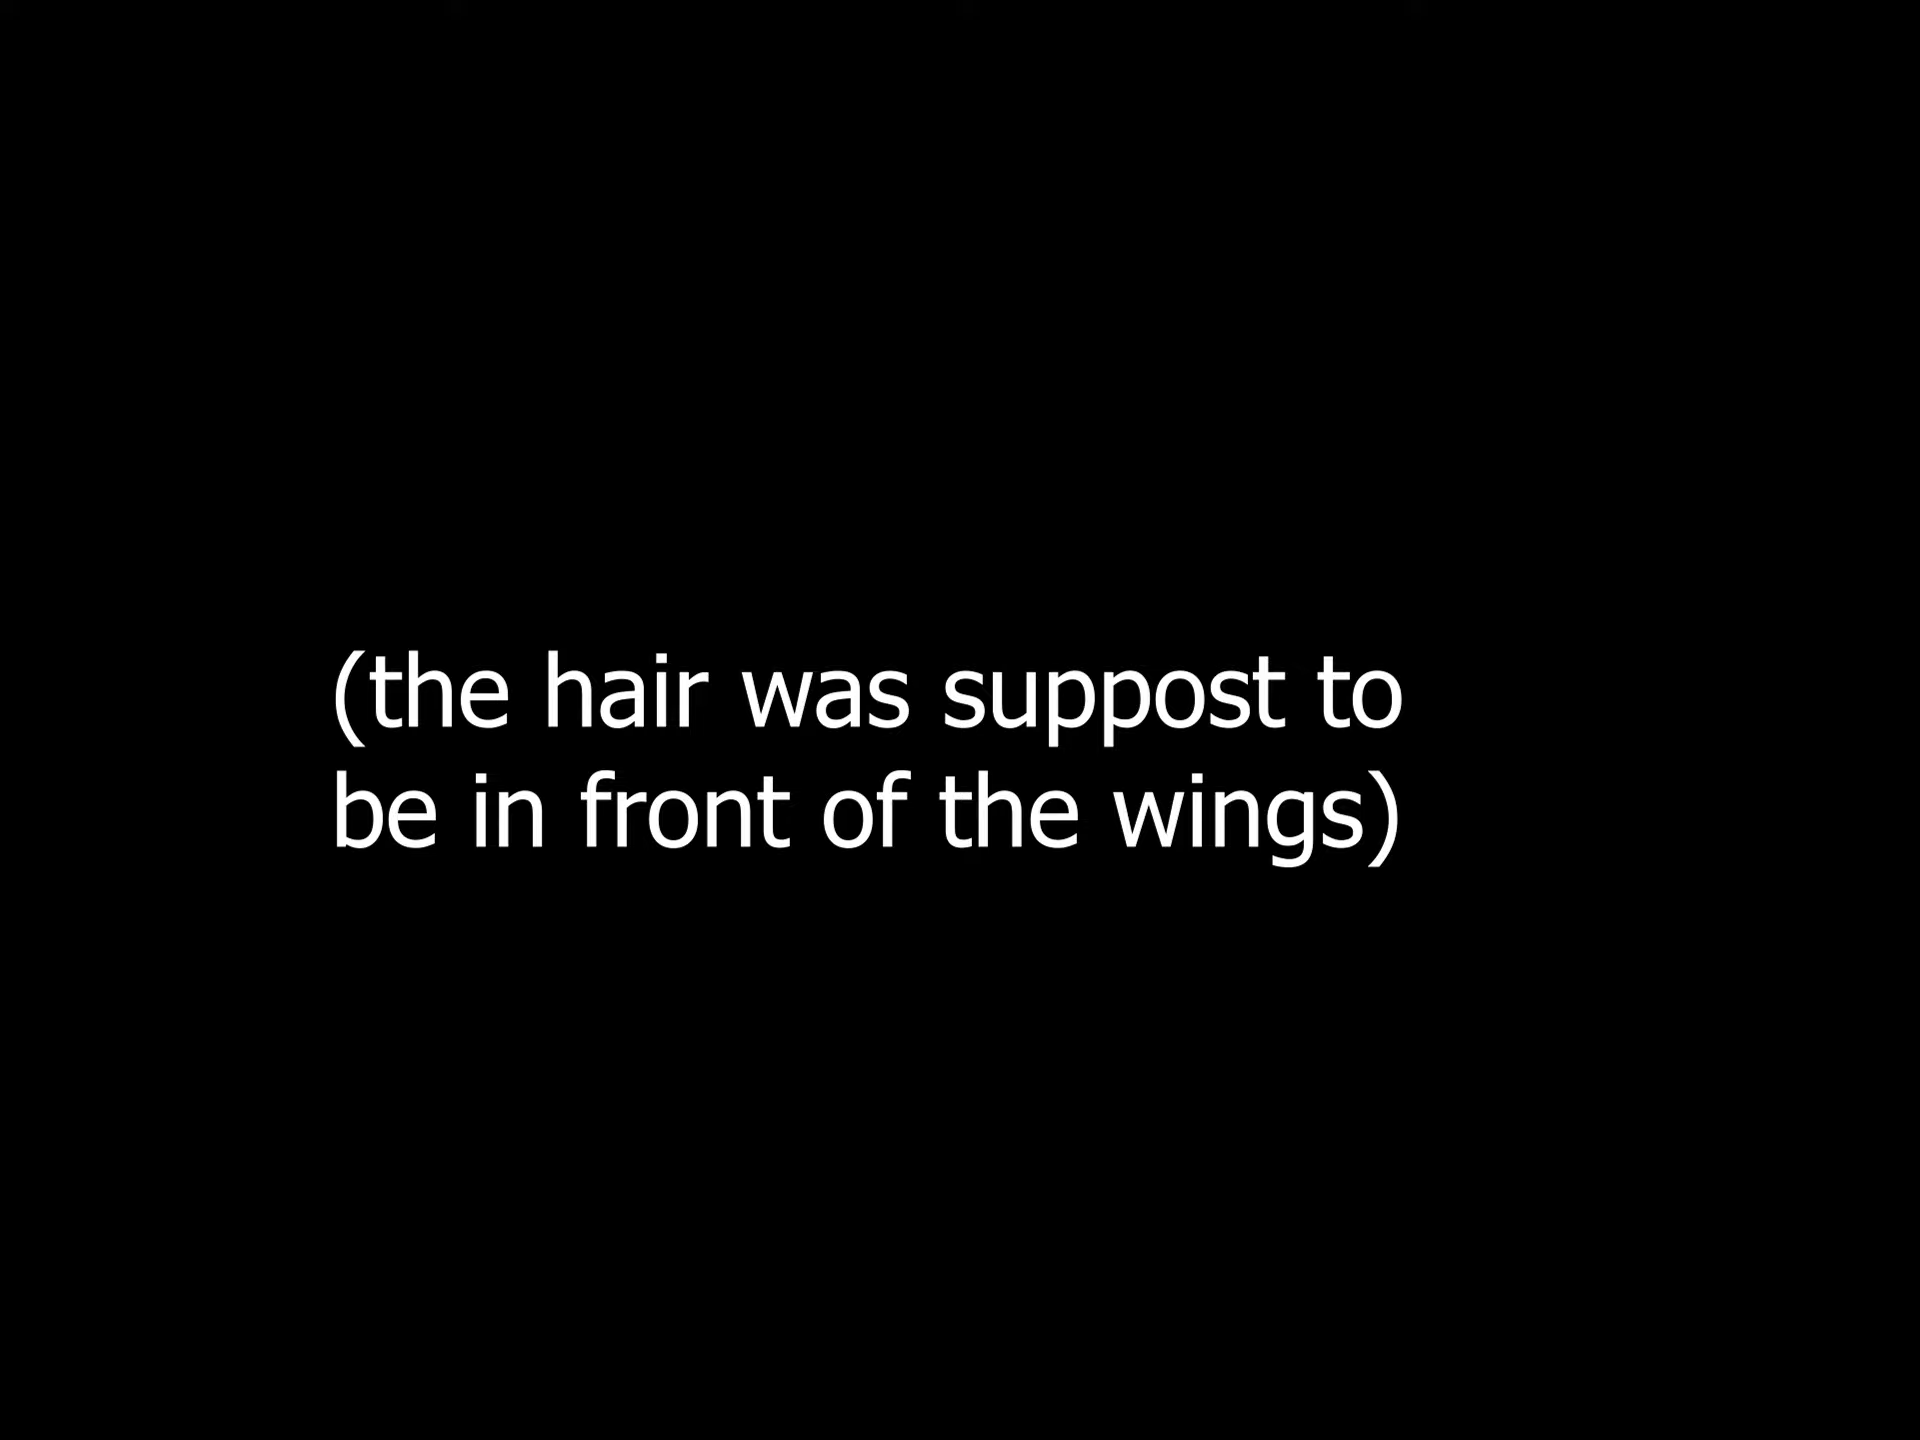 (the hair was suppost to
be in front of the wings)